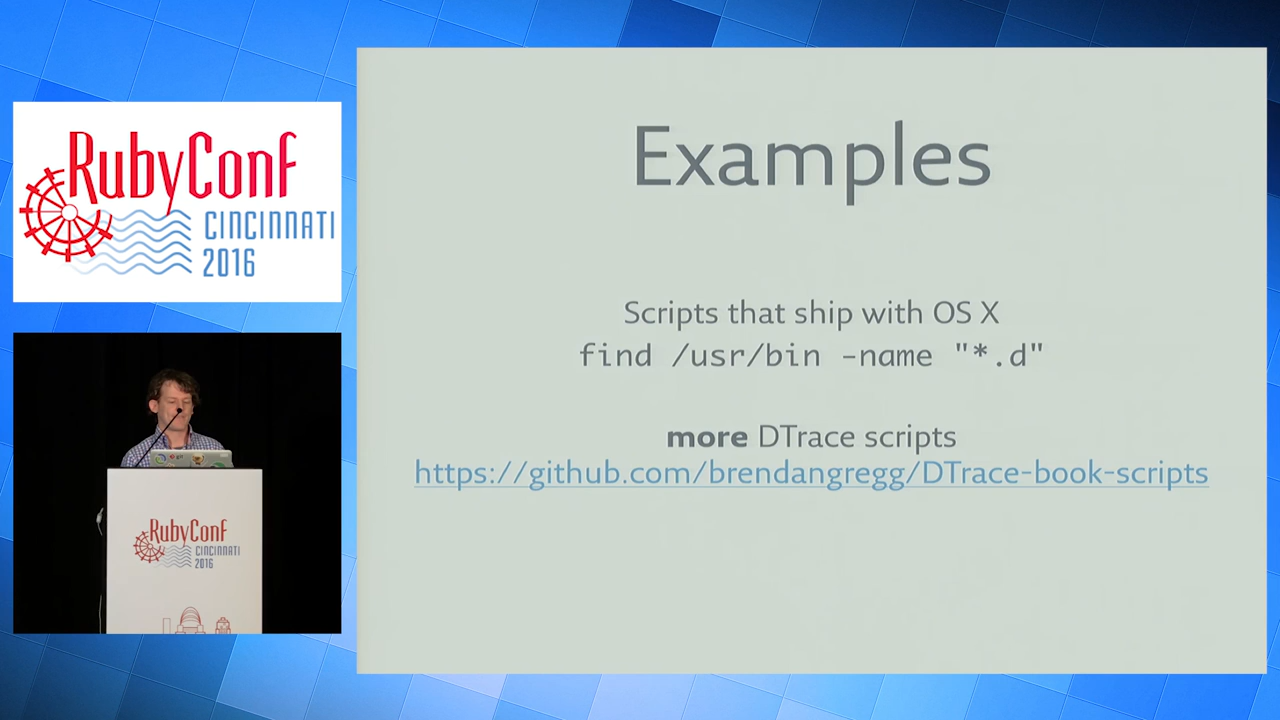 RubyConf
CINCINNATI
2016
Examples
Scripts that ship with OS X
find /usr/bin -name "*.d"
more DTrace scripts
https://github.com/brendangregg/DTrace-book-scripts
RubyConf
CINCINNATI
2016